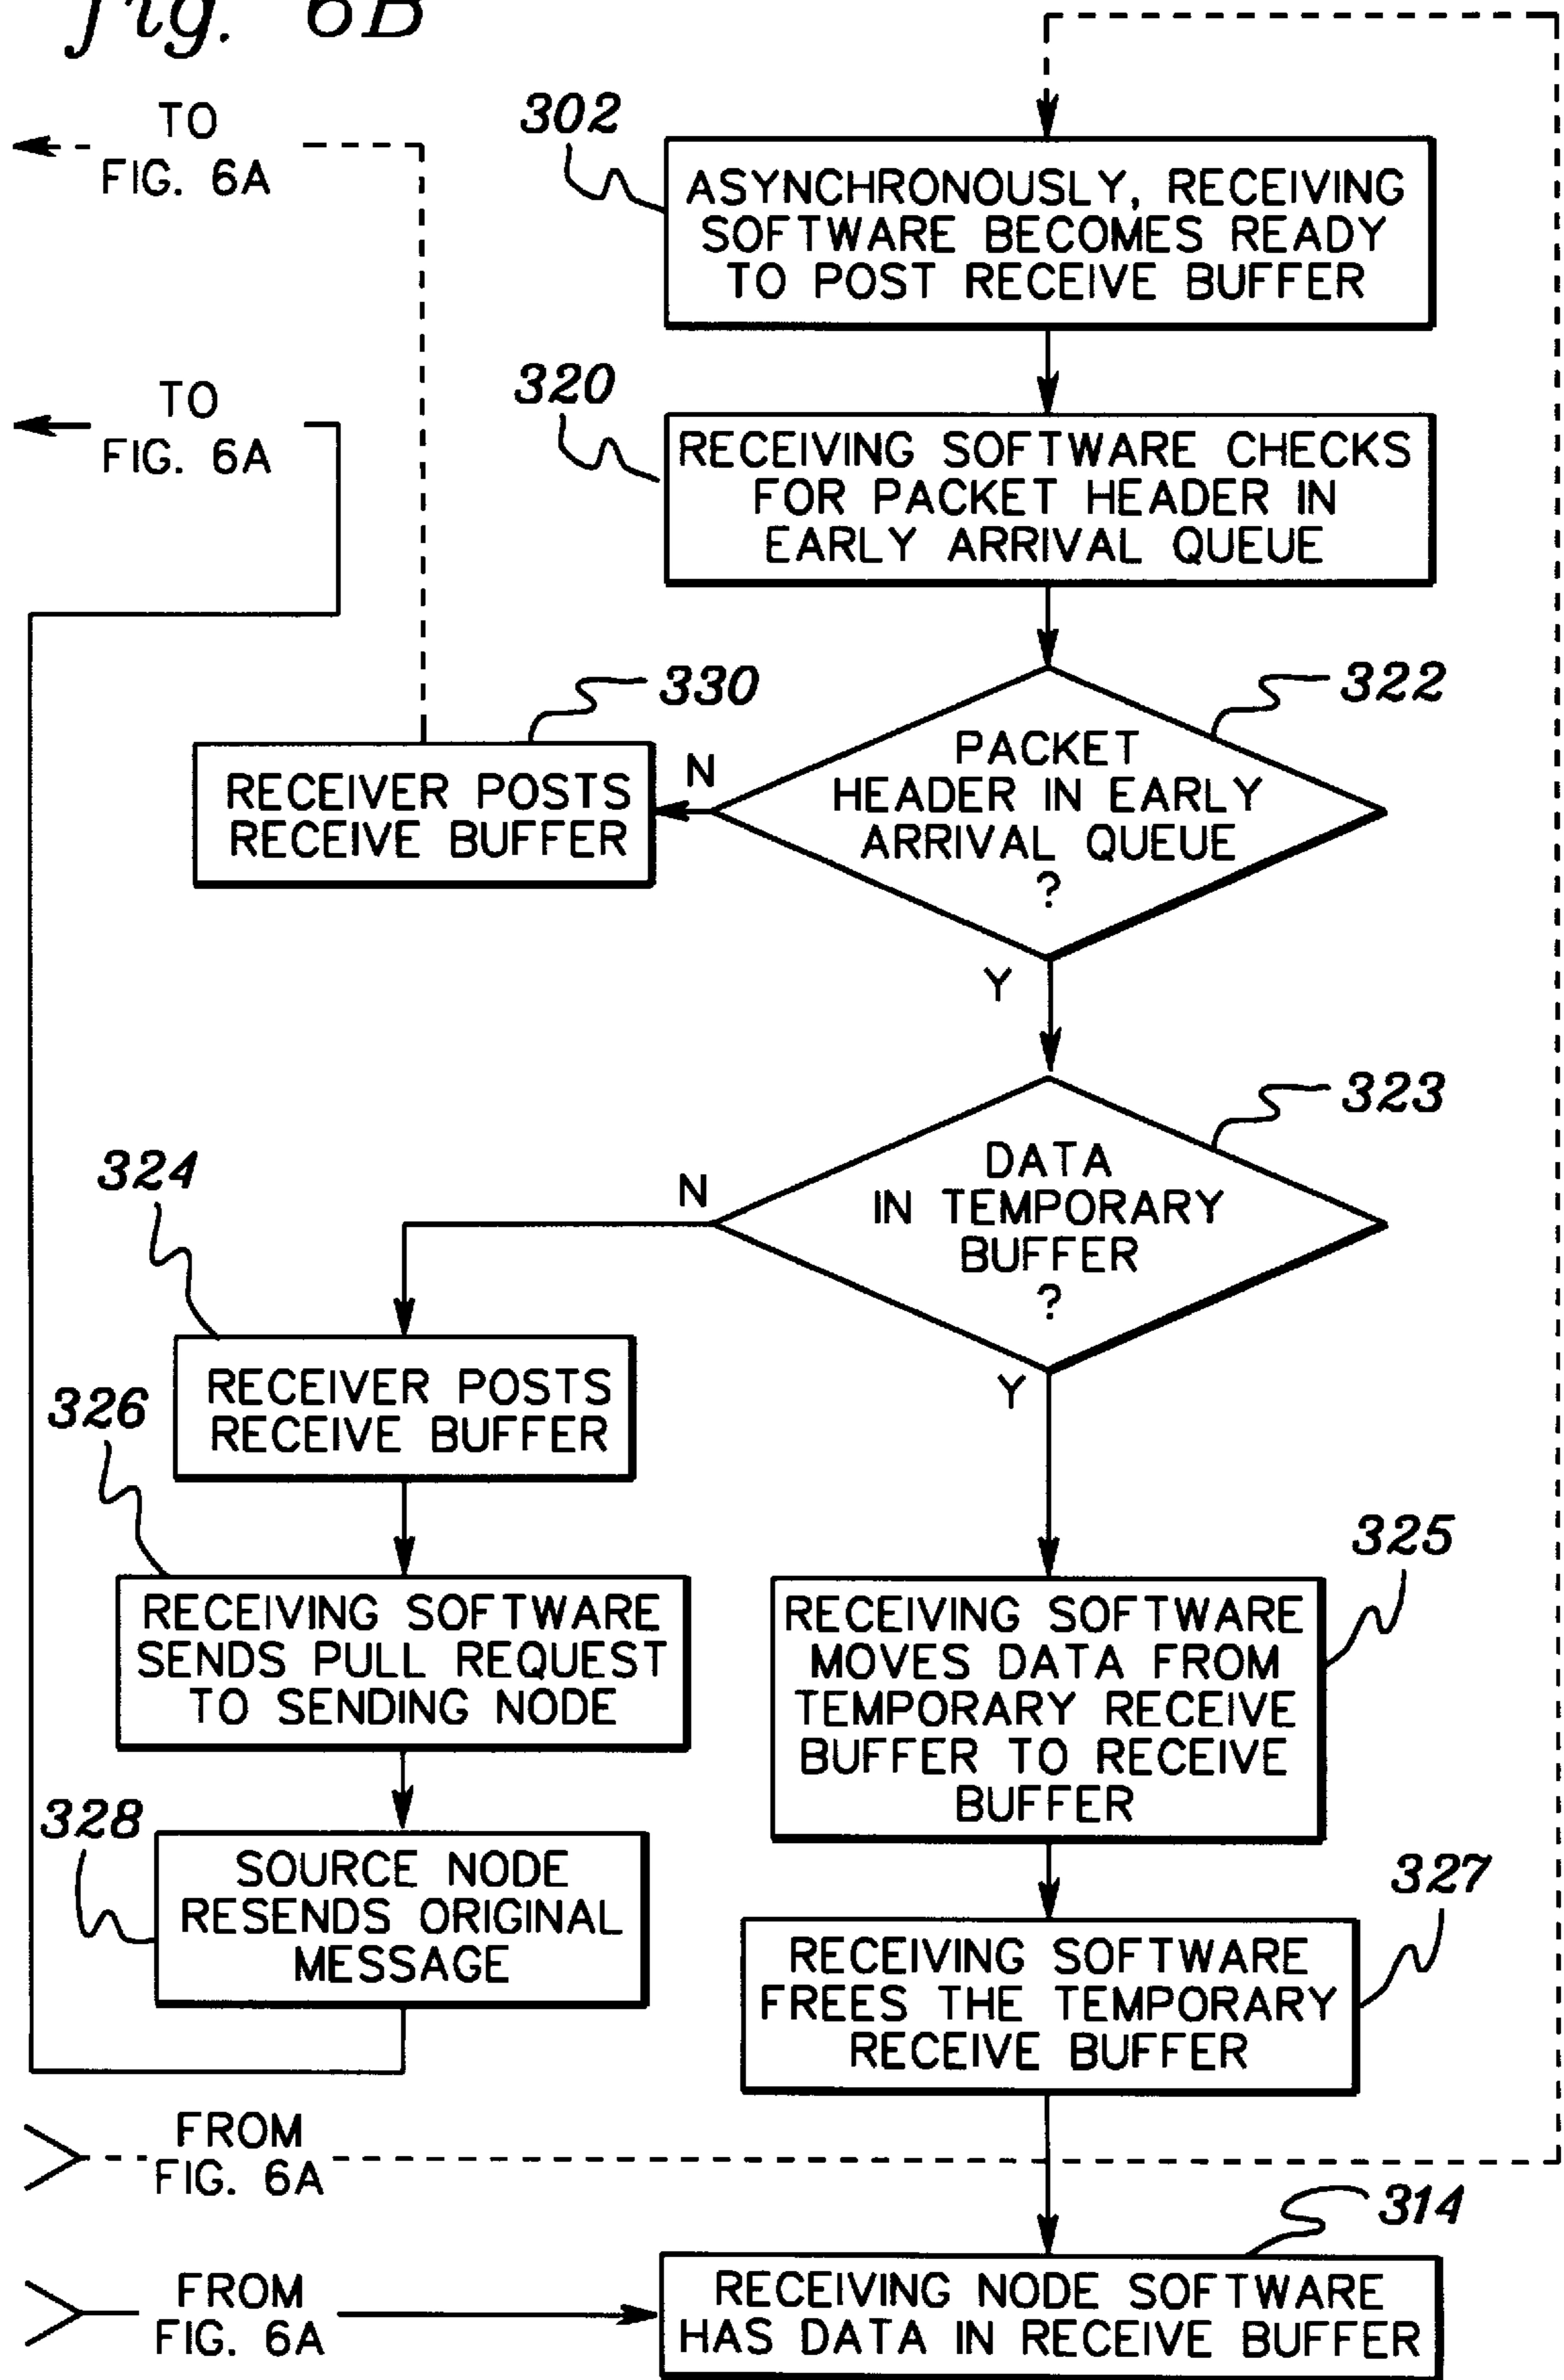 fig. 6B
TO
FIG. 6A
302
ASYNCHRONOUSLY, RECEIVING
SOFTWARE BECOMES READY
TO POST RECEIVE BUFFER
TO
FIG. 6A
320
RECEIVING SOFTWARE CHECKS
FOR PACKET HEADER IN
EARLY ARRIVAL QUEUE
330
RECEIVER POSTS
RECEIVE BUFFER
N
322
PACKET
HEADER IN EARLY
ARRIVAL QUEUE
?
Y
323
DATA
IN TEMPORARY
BUFFER
?
N
Y
324
RECEIVER POSTS
RECEIVE BUFFER
326
RECEIVING SOFTWARE
SENDS PULL REQUEST
TO SENDING NODE
325
RECEIVING SOFTWARE
MOVES DATA FROM
TEMPORARY RECEIVE
BUFFER TO RECEIVE
BUFFER
328
SOURCE NODE
RESENDS ORIGINAL
MESSAGE
327
RECEIVING SOFTWARE
FREES THE TEMPORARY
RECEIVE BUFFER
FROM
FIG. 6A
314
FROM
FIG. 6A
RECEIVING NODE SOFTWARE
HAS DATA IN RECEIVE BUFFER